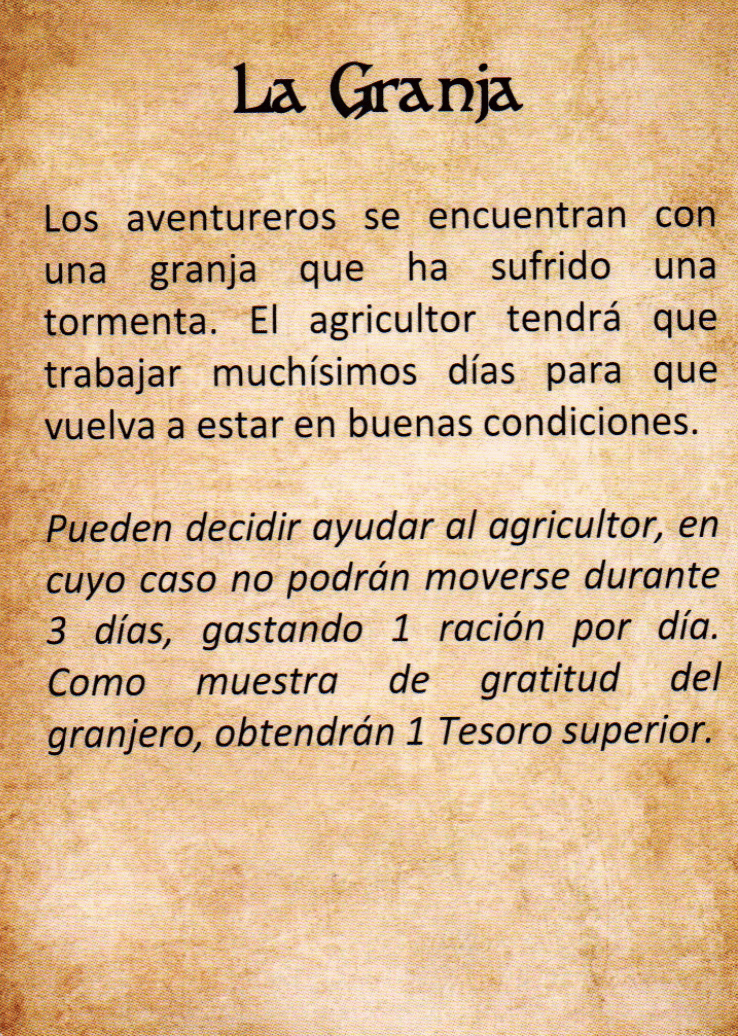 La Granja
Los aventureros se encuentran con
una granja que ha sufrido una
tormenta. El agricultor tendrá que
trabajar muchísimos días para que
vuelva a estar en buenas condiciones.
Pueden decidir ayudar al agricultor, en
cuyo caso no podrán moverse durante
3 días, gastando 1 ración por día.
Como muestra de gratitud del
granjero, obtendrán 1 Tesoro superior.